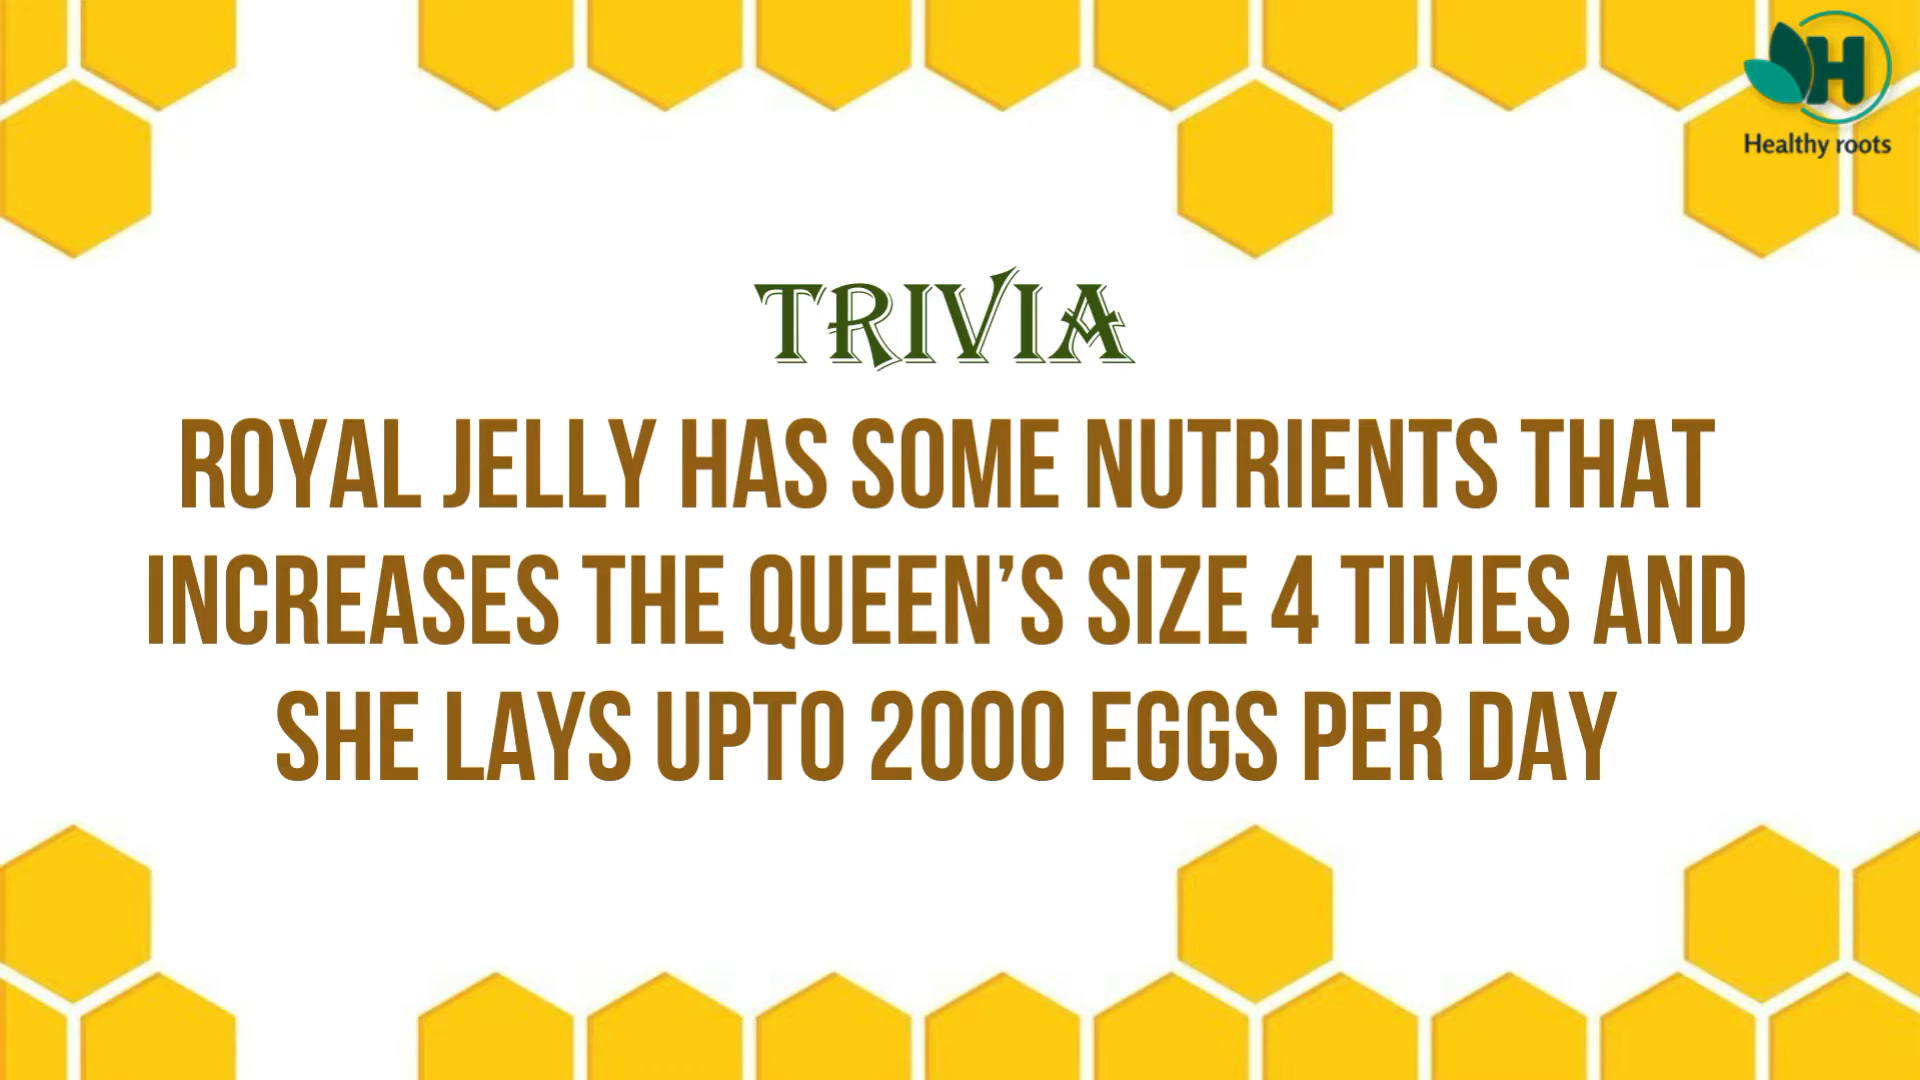 H
Healthy roots
TRIVIA
ROYAL JELLY HAS SOME NUTRIENTS THAT
INCREASES THE QUEEN’S SIZE 4 TIMES AND
SHE LAYS UPTO 2000 EGGS PER DAY